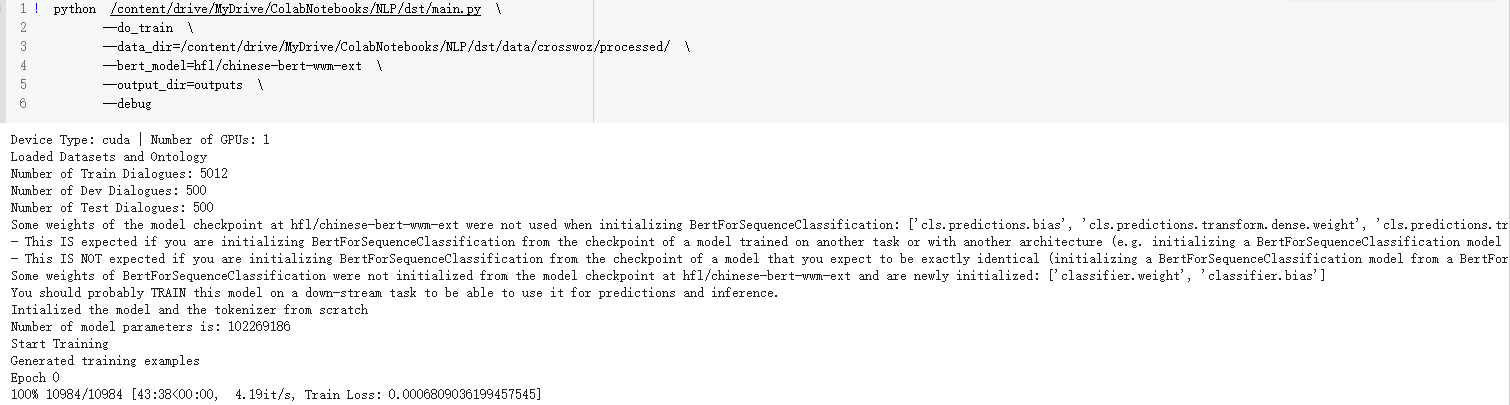 1 ! python /content/drive/MyDrive/ColabNotebooks/NLP/dst/main.py \
2 --do_train \
3 --data_dir=/content/drive/MyDrive/ColabNotebooks/NLP/dst/data/crosswoz/processed/ \
4 --bert_model=hfl/chinese-bert-wwm-ext \
5 --output_dir=outputs \
6 --debug
Device Type: cuda | Number of GPUs: 1
Loaded Datasets and Ontology
Number of Train Dialogues: 5012
Number of Dev Dialogues: 500
Number of Test Dialogues: 500
Some weights of the model checkpoint at hfl/chinese-bert-wwm-ext were not used when initializing BertForSequenceClassification: ['cls.predictions.bias', 'cls.predictions.transform.dense.weight', 'cls.predictions.tr
- This IS expected if you are initializing BertForSequenceClassification from the checkpoint of a model trained on another task or with another architecture (e.g. initializing a BertForSequenceClassification model
- This IS NOT expected if you are initializing BertForSequenceClassification from the checkpoint of a model that you expect to be exactly identical (initializing a BertForSequenceClassification model from a BertFor
Some weights of BertForSequenceClassification were not initialized from the model checkpoint at hfl/chinese-bert-wwm-ext and are newly initialized: ['classifier.weight', 'classifier.bias']
You should probably TRAIN this model on a down-stream task to be able to use it for predictions and inference.
Intialized the model and the tokenizer from scratch
Number of model parameters is: 102269186
Start Training
Generated training examples
Epoch 0
100% 10984/10984 [43:38<00:00, 4.19it/s, Train Loss: 0.0006809036199457545]